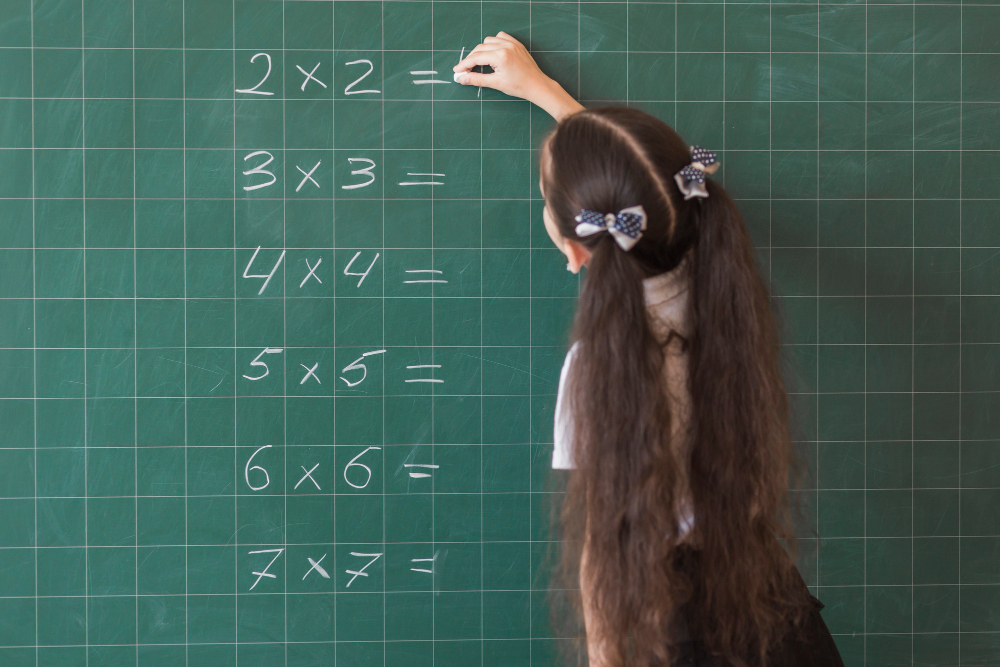 2 × 2 =
3 × 3 =
4 × 4 =
5 × 5 =
6 × 6 =
7 × 7 =